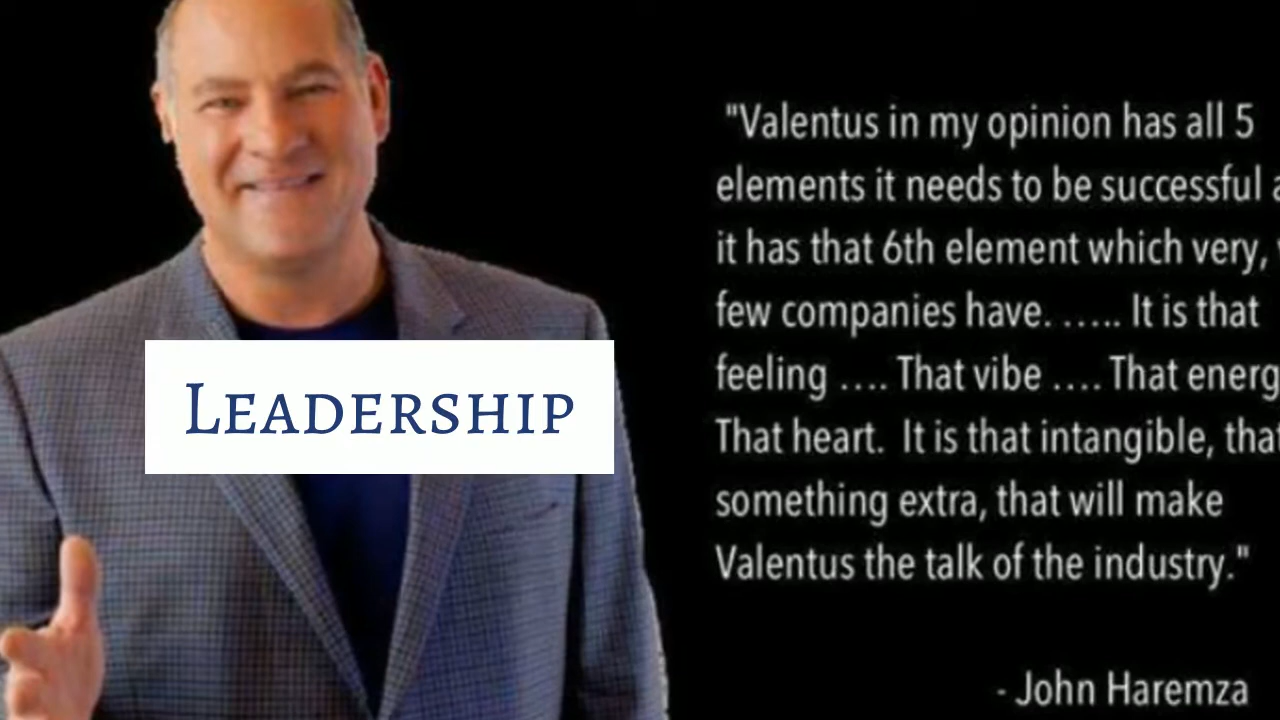 Leadership
"Valentus in my opinion has all 5
elements it needs to be successful
it has that 6th element which very,
few companies have. ..... It is that
feeling .... That vibe .... That
That heart.  It is that intangible,
something extra, that will make
Valentus the talk of the industry."
- John Haremza